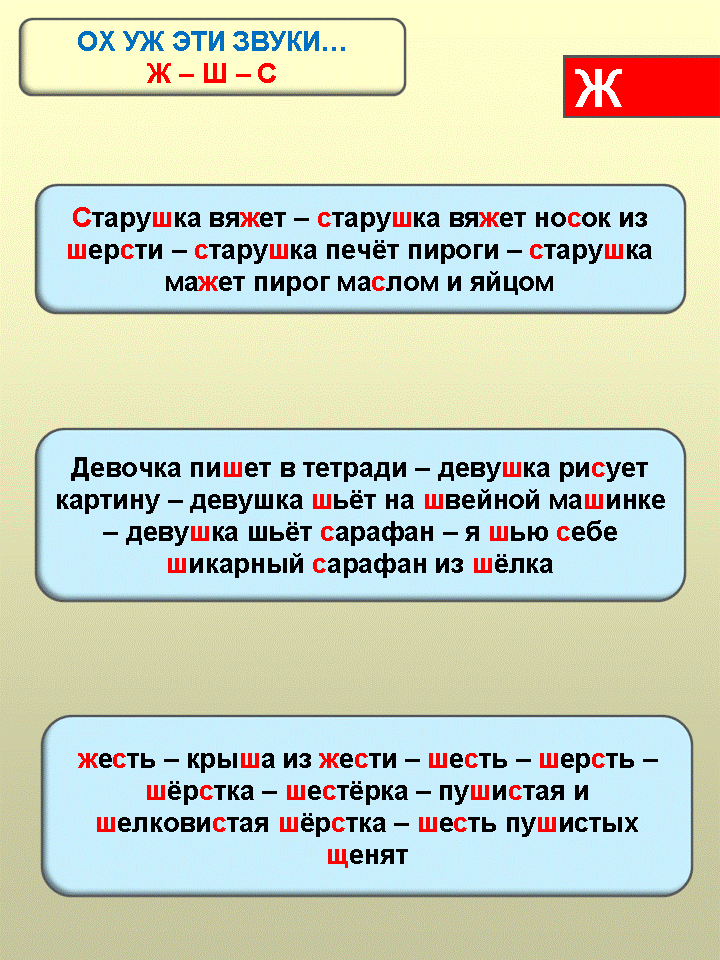 ОХ УЖ ЭТИ ЗВУКИ…
Ж – Ш – С
Ж
Старушка вяжет – старушка вяжет носок из
шерсти – старушка печёт пироги – старушка
мажет пирог маслом и яйцом
Девочка пишет в тетради – девушка рисует
картину – девушка шьёт на швейной машинке
– девушка шьёт сарафан – я шью себе
шикарный сарафан из шёлка
жесть – крыша из жести – шесть – шерсть –
шёрстка – шестёрка – пушистая и
шелковистая шёрстка – шесть пушистых
щенят